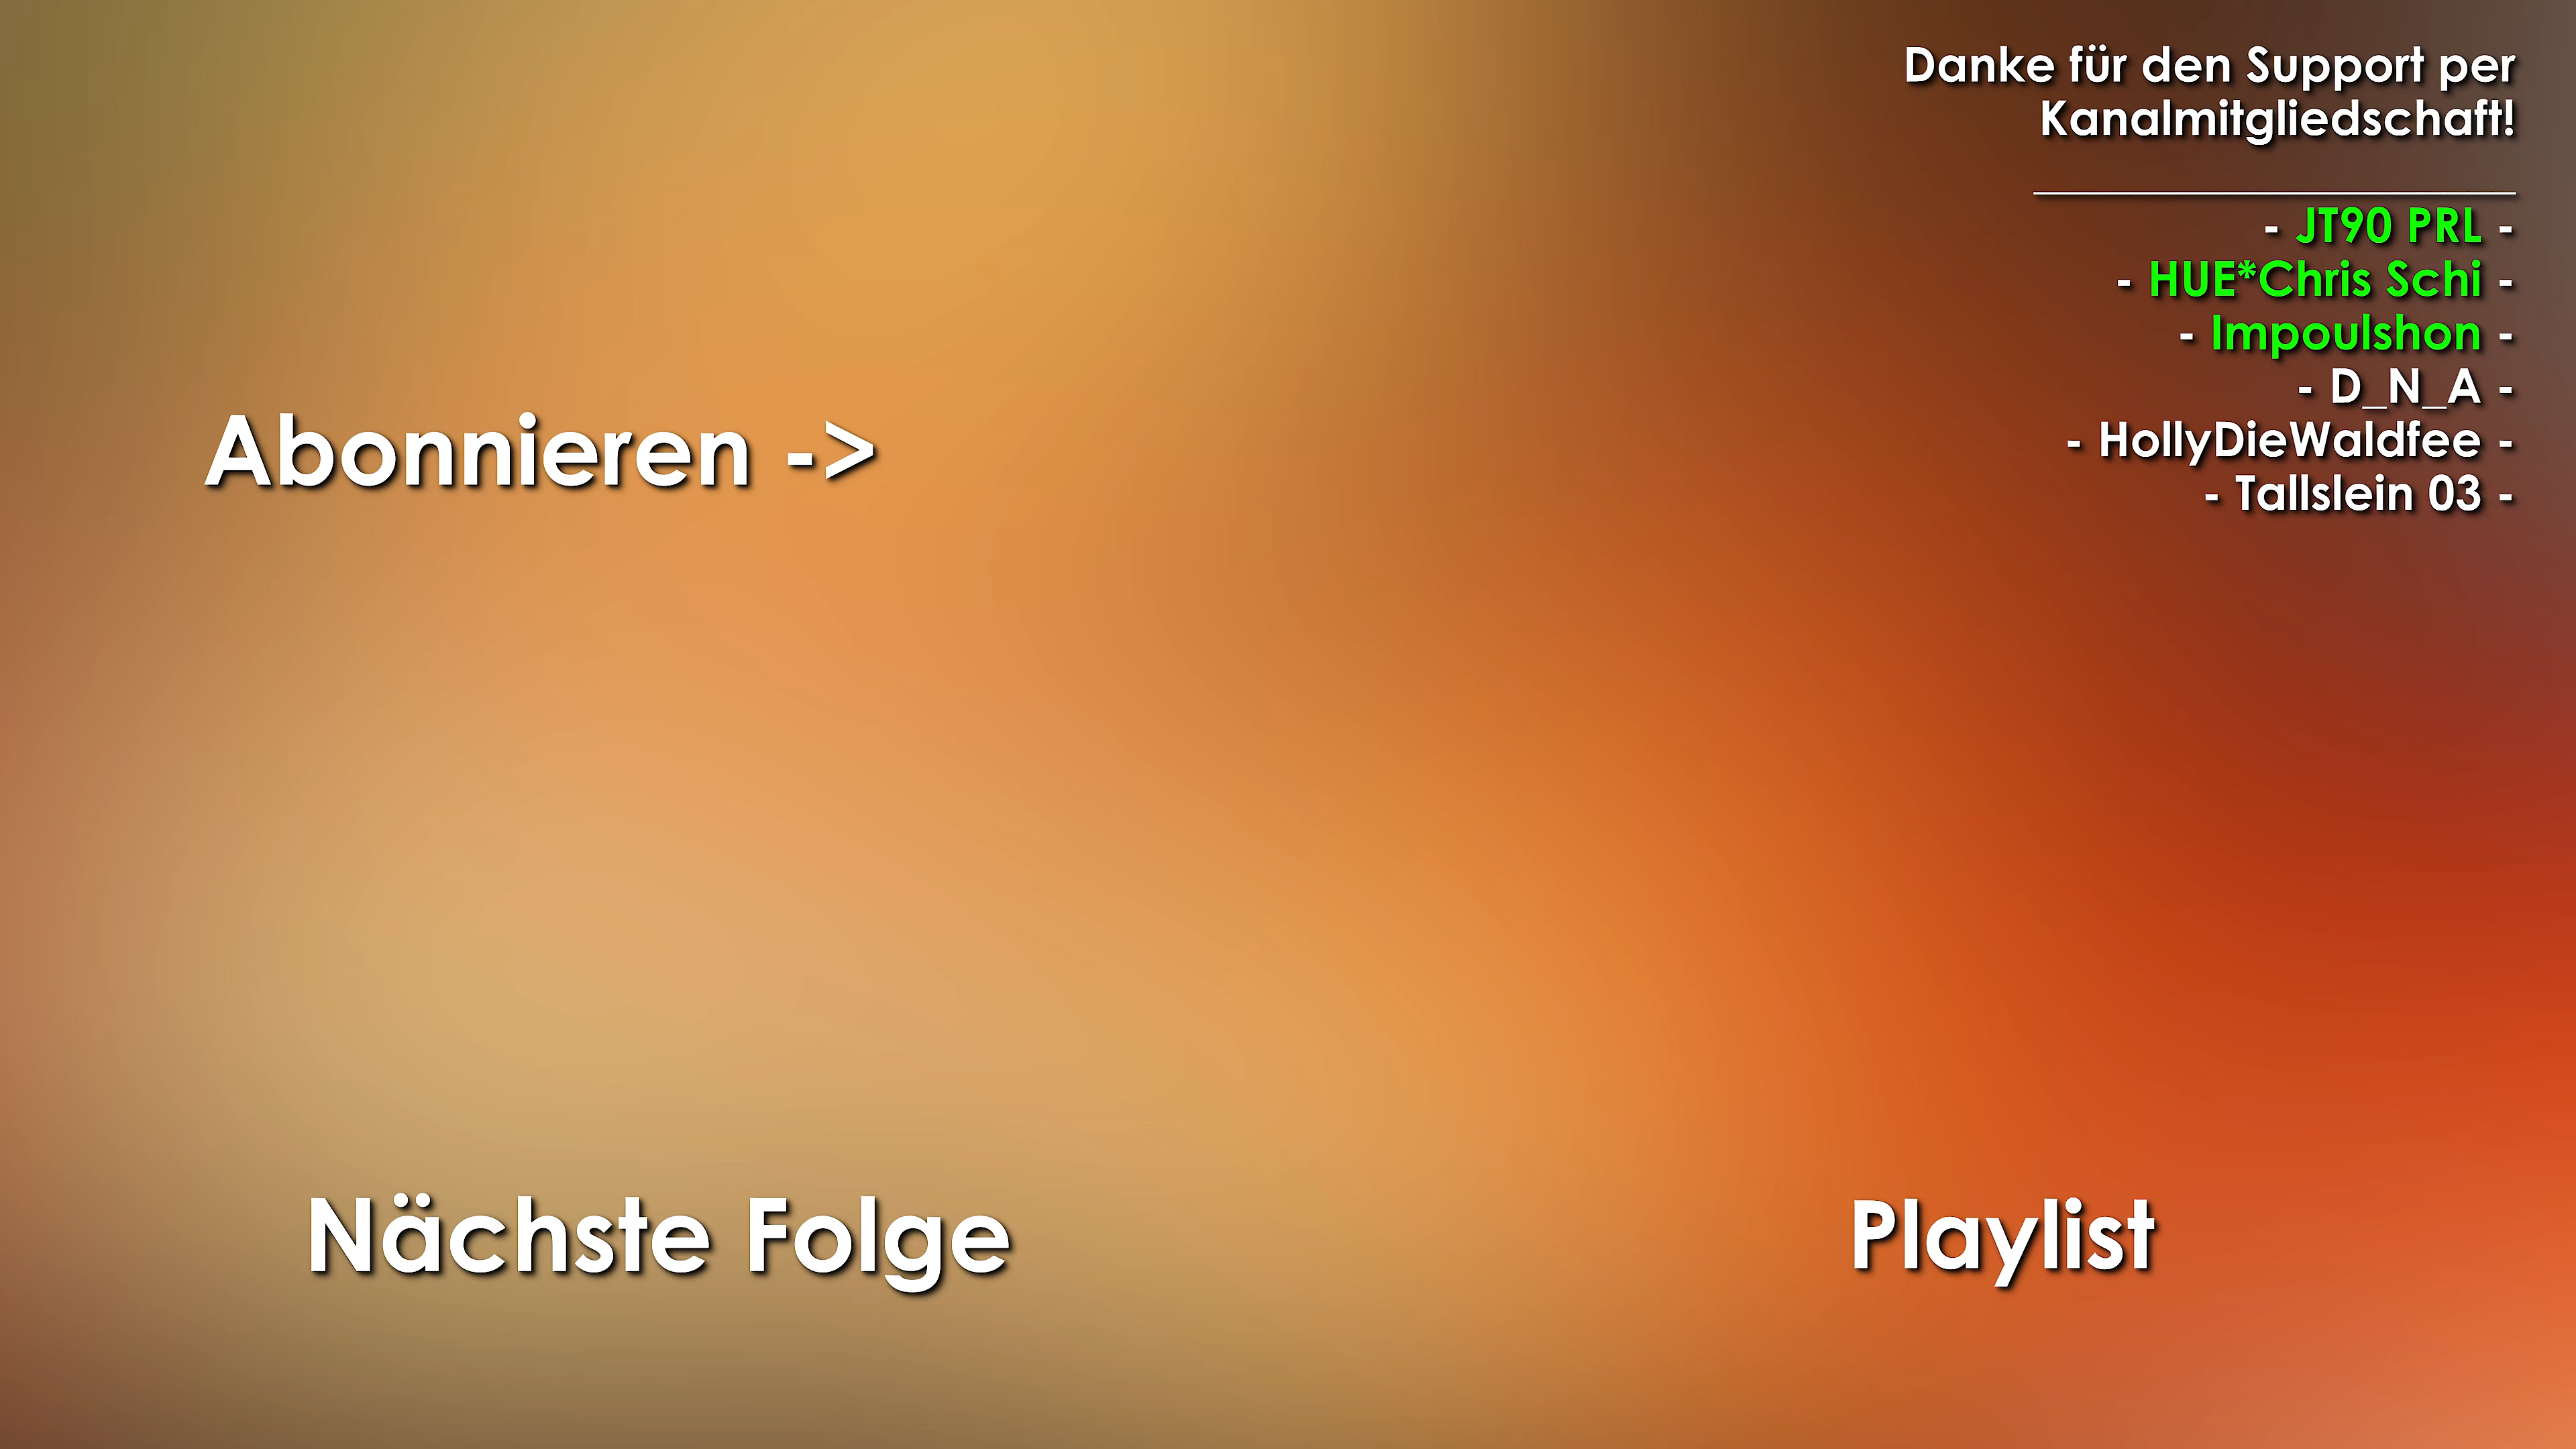 Danke für den Support per
Kanalmitgliedschaft!
- JT90 PRL -
- HUE*Chris Schi -
- Impoulshon -
- D_N_A -
- HollyDieWaldfee -
- Tallslein 03 -
Abonnieren ->
Nächste Folge
Playlist